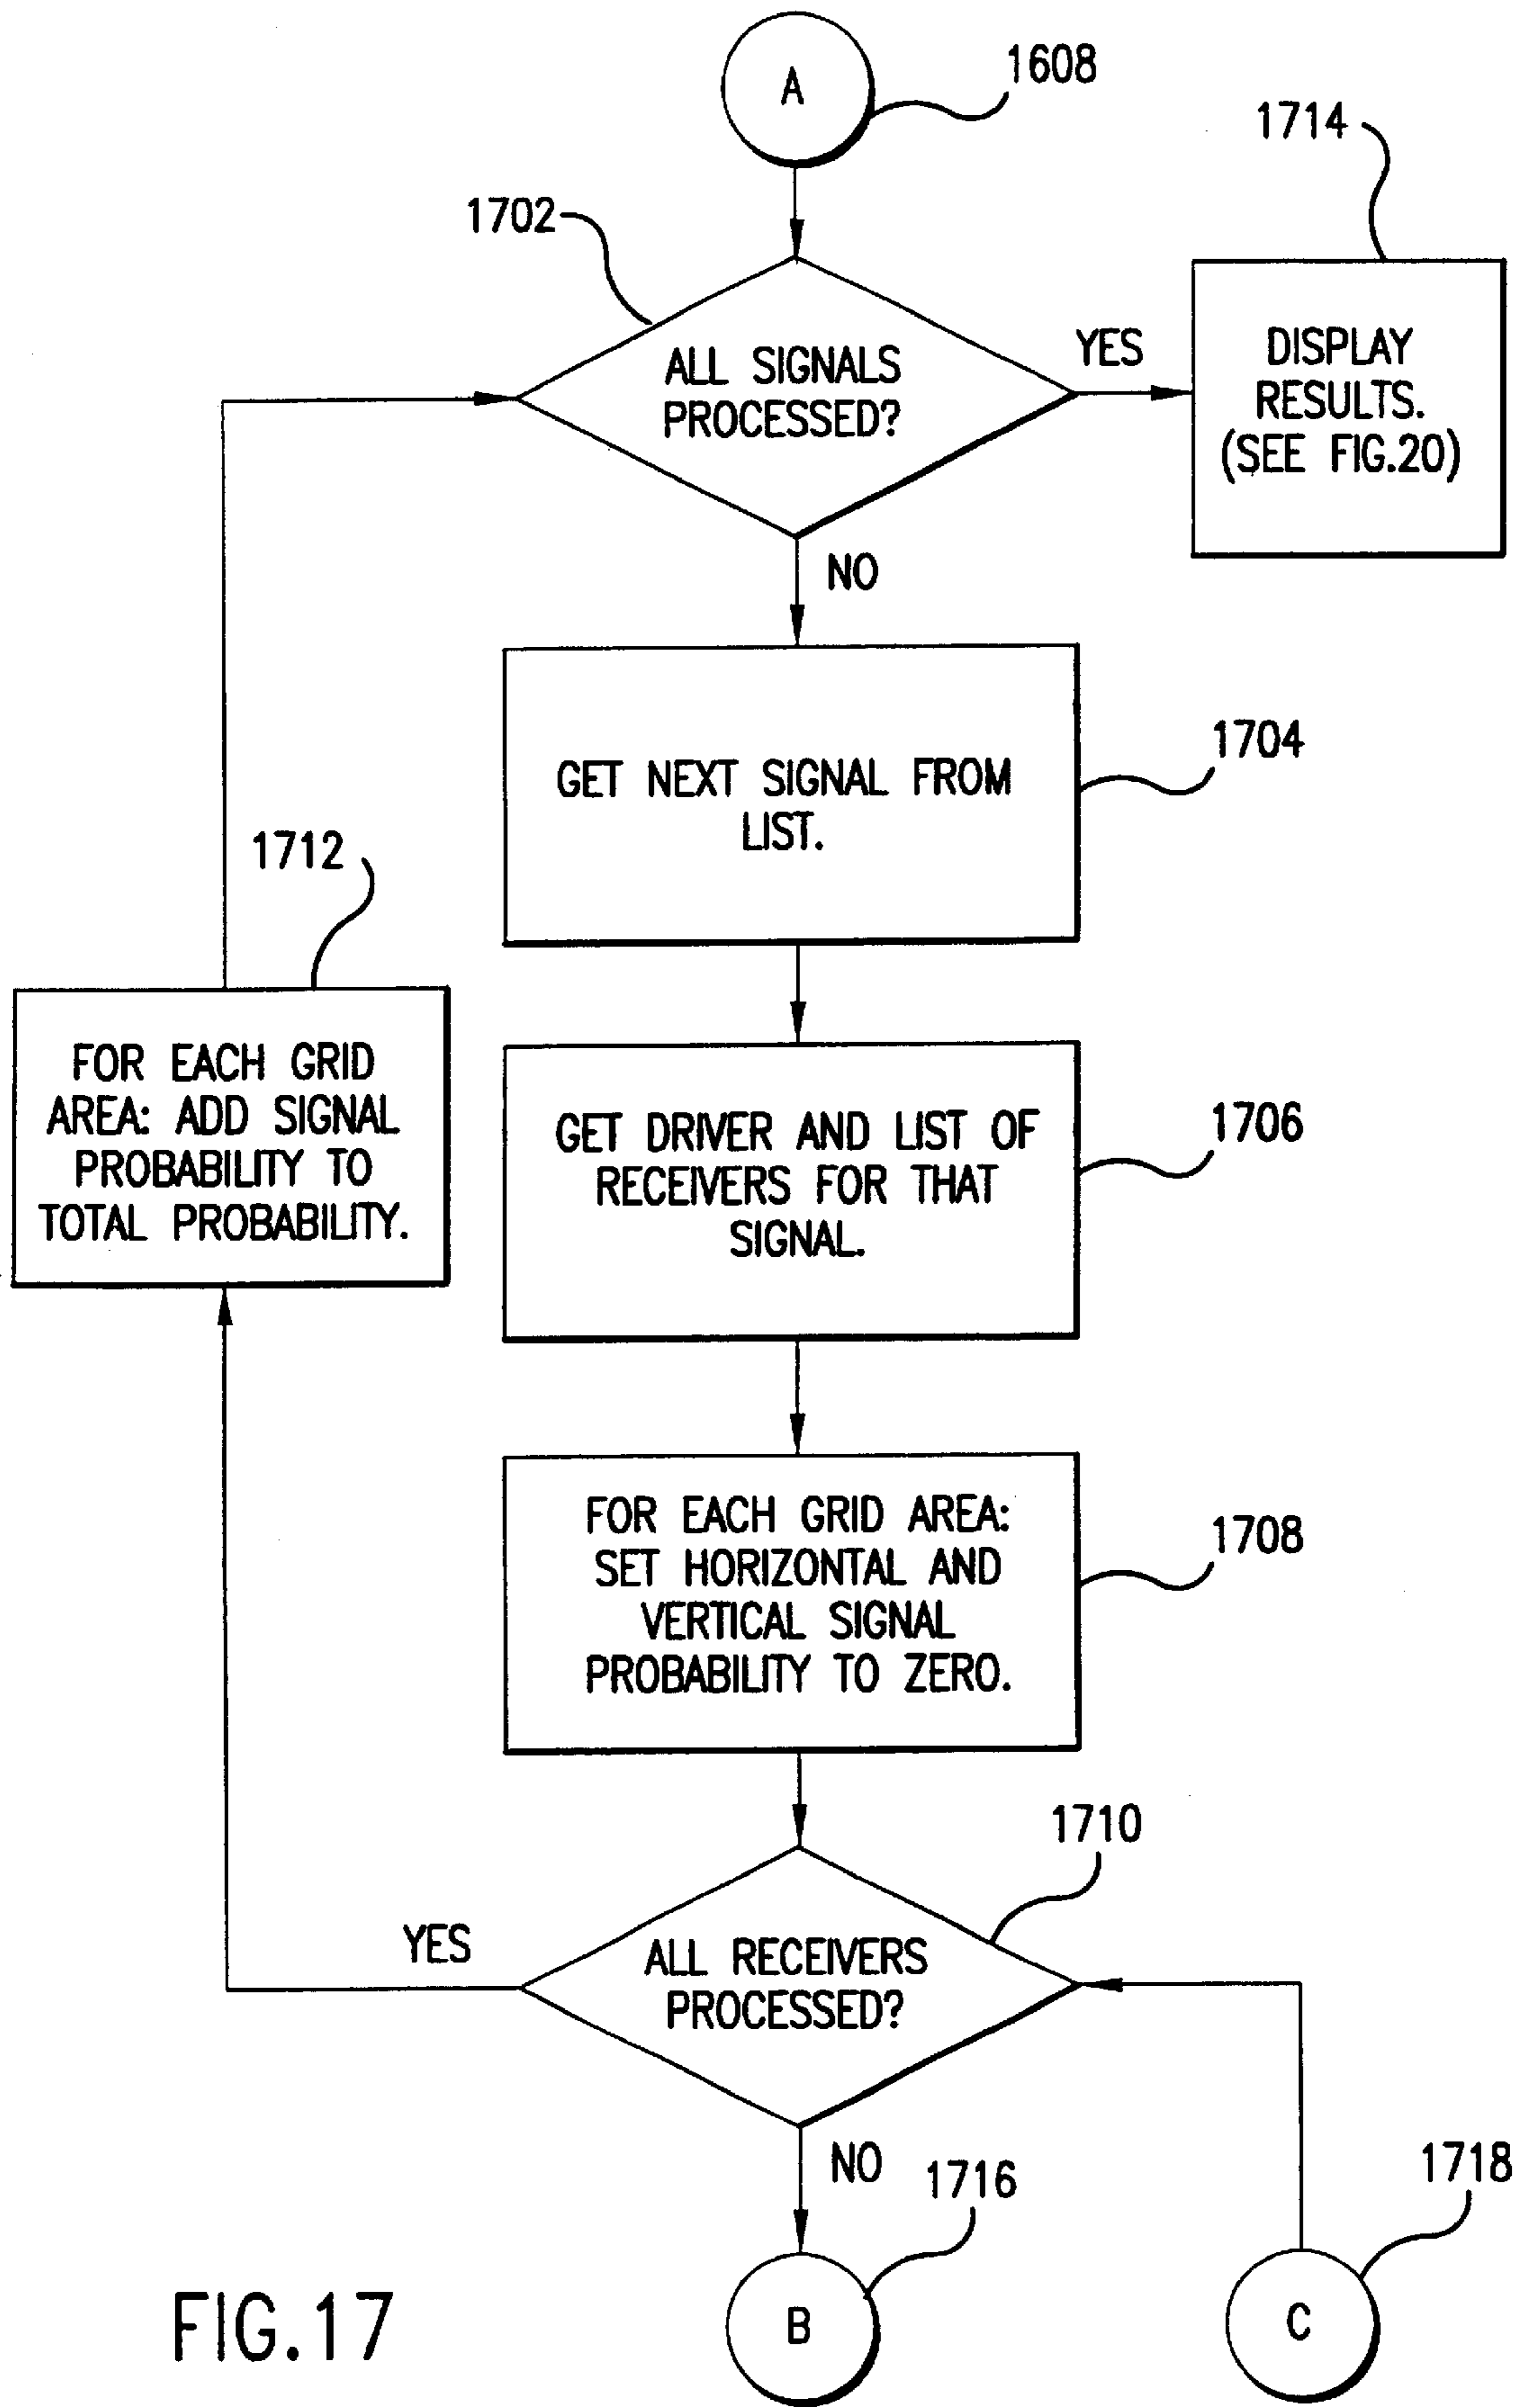 A
1608
1714
1702
ALL SIGNALS
PROCESSED?
YES
DISPLAY
RESULTS.
(SEE FIG.20)
NO
GET NEXT SIGNAL FROM
LIST.
1704
1712
FOR EACH GRID
AREA: ADD SIGNAL
PROBABILITY TO
TOTAL PROBABILITY.
GET DRIVER AND LIST OF
RECEIVERS FOR THAT
SIGNAL.
1706
FOR EACH GRID AREA:
SET HORIZONTAL AND
VERTICAL SIGNAL
PROBABILITY TO ZERO.
1708
1710
YES
ALL RECEIVERS
PROCESSED?
NO
1716
1718
B
C
FIG.17